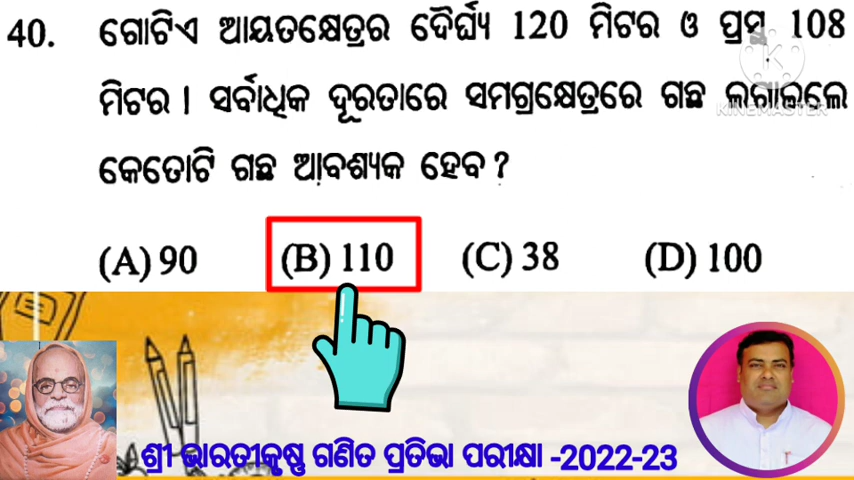 40. ଗୋଟିଏ ଆୟତକ୍ଷେତ୍ରର ଦୈର୍ଘ୍ୟ 120 ମିଟର ଓ ପ୍ରସ୍ଥ 108
ମିଟର। ସର୍ବାଧିକ ଦୂରତାରେ ସମଗ୍ରକ୍ଷେତ୍ରରେ ଗଛ ଲଗାଇଲେ
KINEMASTER
କେତୋଟି ଗଛ ଆବଶ୍ୟକ ହେବ?
(A) 90 (B) 110 (C) 38 (D) 100
ଶ୍ରୀ ଭାରତୀକୃଷ୍ଣ ଗଣିତ ପ୍ରତିଭା ପରୀକ୍ଷା -2022-23